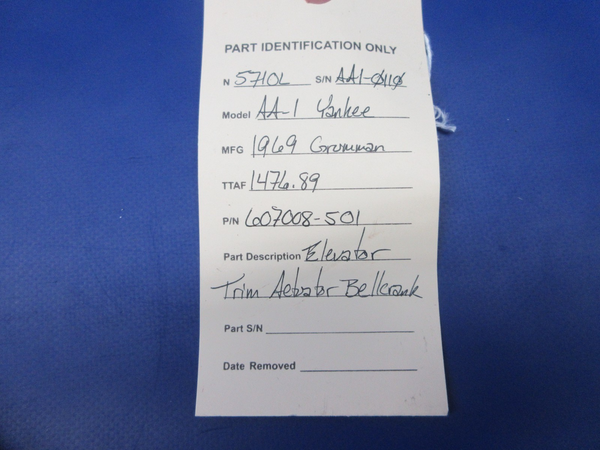 PART IDENTIFICATION ONLY
N 5710L S/N AA1-0110
Model AA-1 Yankee
MFG 1969 Grumman
TTAF 1476.89
P/N 607008-501
Part Description Elevator
Trim Actuator Bellcrank
Part S/N
Date Removed